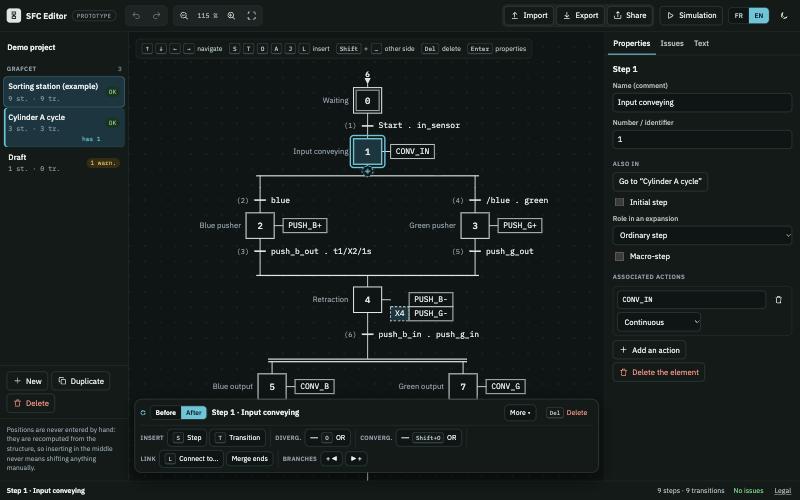 SFC Editor PROTOTYPE 115 % Import Export Share Simulation FR EN
Demo project
GRAFCET 3
Sorting station (example)
9 st. · 9 tr. OK
Cylinder A cycle
3 st. · 3 tr. OK
has 1
Draft
1 st. · 0 tr. 1 warn.
New Duplicate
Delete
Positions are never entered by hand:
they are recomputed from the
structure, so inserting in the middle
never means shifting anything
manually.
↑ ↓ ← → navigate S T O A J L insert Shift + … other side Del delete Enter properties
6
Waiting 0
(1) Start . in_sensor
Input conveying 1 CONV_IN
(2) blue (4) /blue . green
Blue pusher 2 PUSH_B+ Green pusher 3 PUSH_G+
(3) push_b_out . t1/X2/1s (5) push_g_out
Retraction 4 PUSH_B-
X4 PUSH_G-
(6) push_b_in . push_g_in
Blue output 5 CONV_B Green output 7 CONV_G
Before After Step 1 · Input conveying More Del Delete
INSERT S Step T Transition DIVERG. O OR CONVERG. Shift+O OR
LINK L Connect to… Merge ends BRANCHES +◀ ▶+
Properties Issues Text
Step 1
Name (comment)
Input conveying
Number / identifier
1
ALSO IN
Go to “Cylinder A cycle”
Initial step
Role in an expansion
Ordinary step
Macro-step
ASSOCIATED ACTIONS
CONV_IN
Continuous
+ Add an action
Delete the element
Step 1 · Input conveying 9 steps · 9 transitions No issues Legal